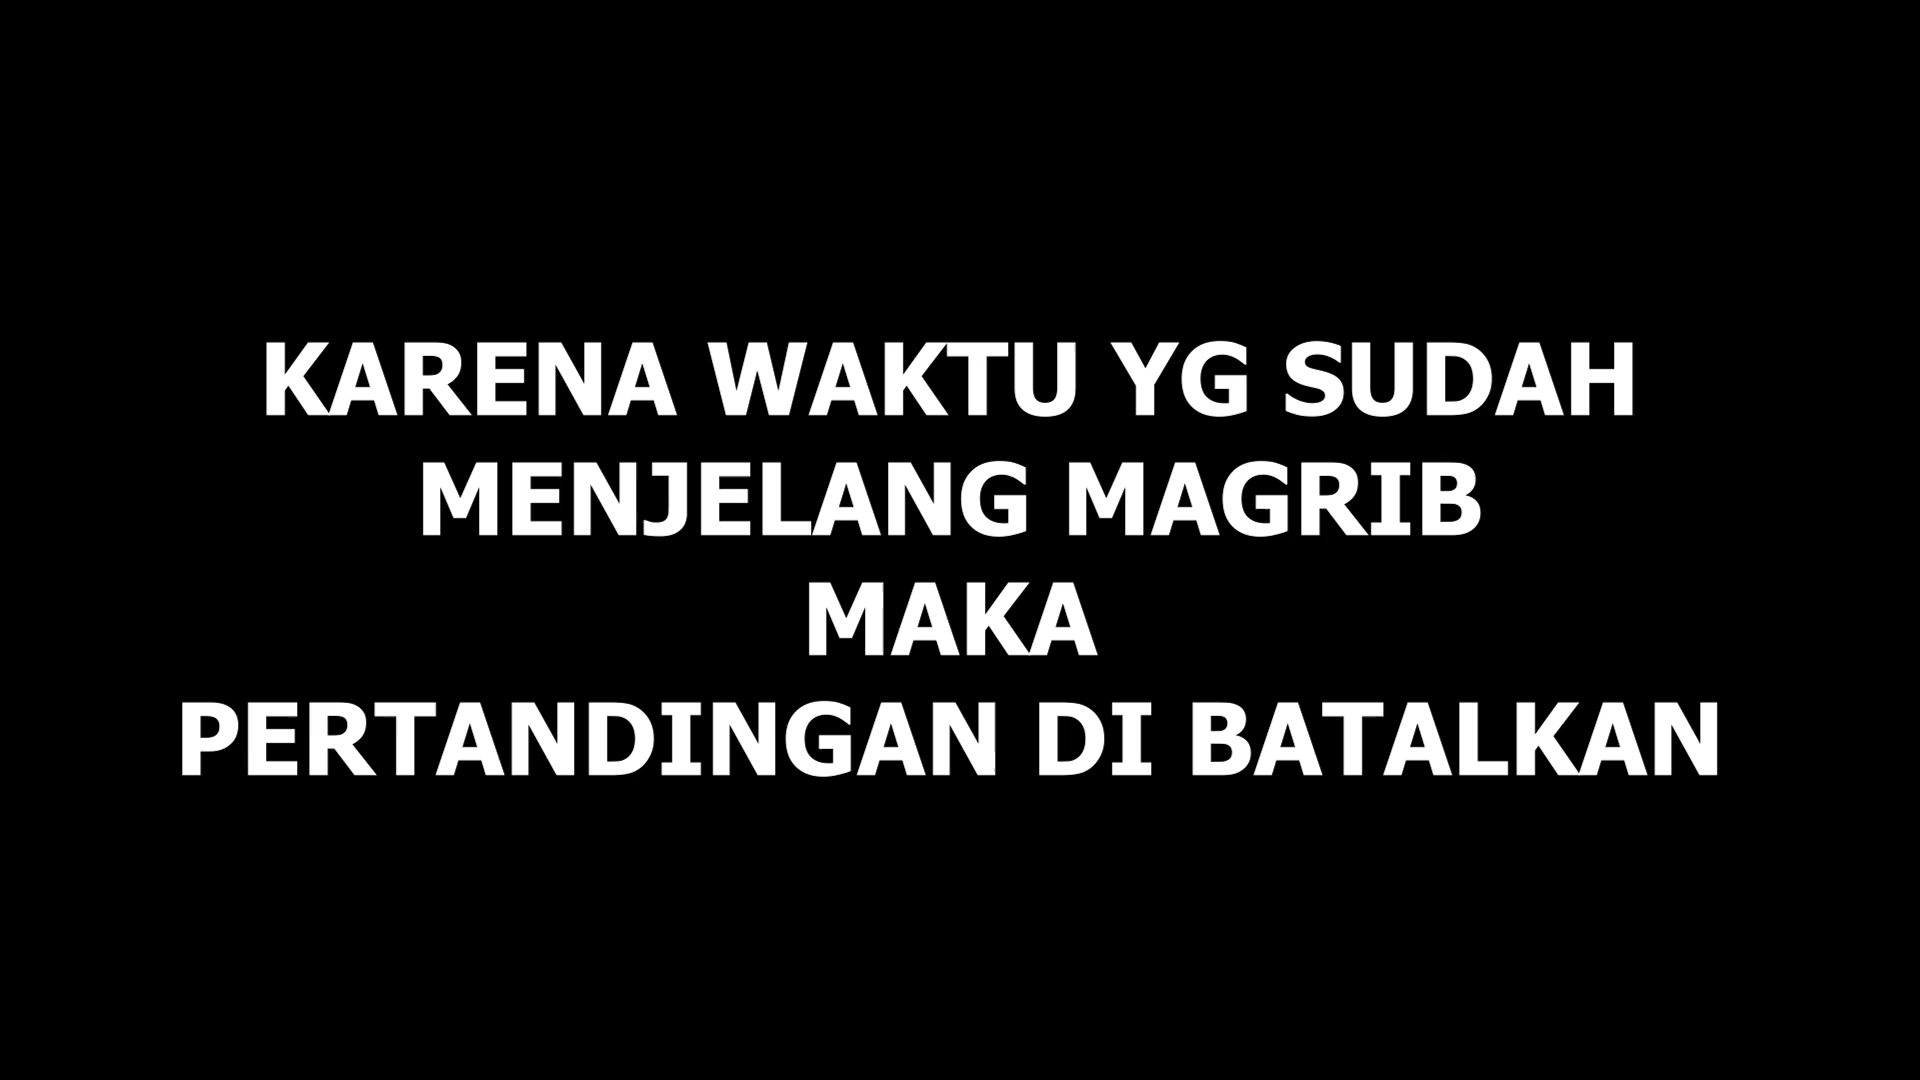 KARENA WAKTU YG SUDAH
MENJELANG MAGRIB
MAKA
PERTANDINGAN DI BATALKAN